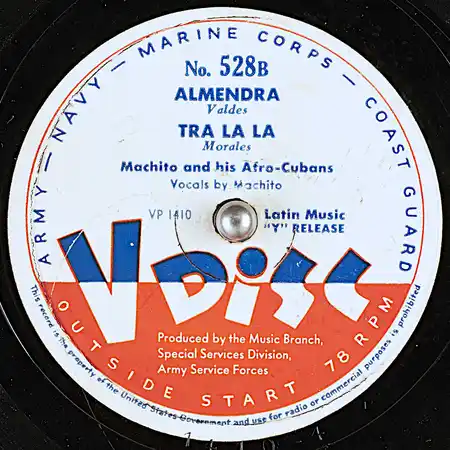 ARMY — NAVY — MARINE CORPS — COAST GUARD
No. 528B
ALMENDRA
Valdes
TRA LA LA
Morales
Machito and his Afro-Cubans
Vocals by Machito
VP 1410
Latin Music
"Y" RELEASE
V DISC
Produced by the Music Branch,
Special Services Division,
Army Service Forces
OUTSIDE START 78 RPM
This record is the property of the United States Government and use for radio or commercial purposes is prohibited